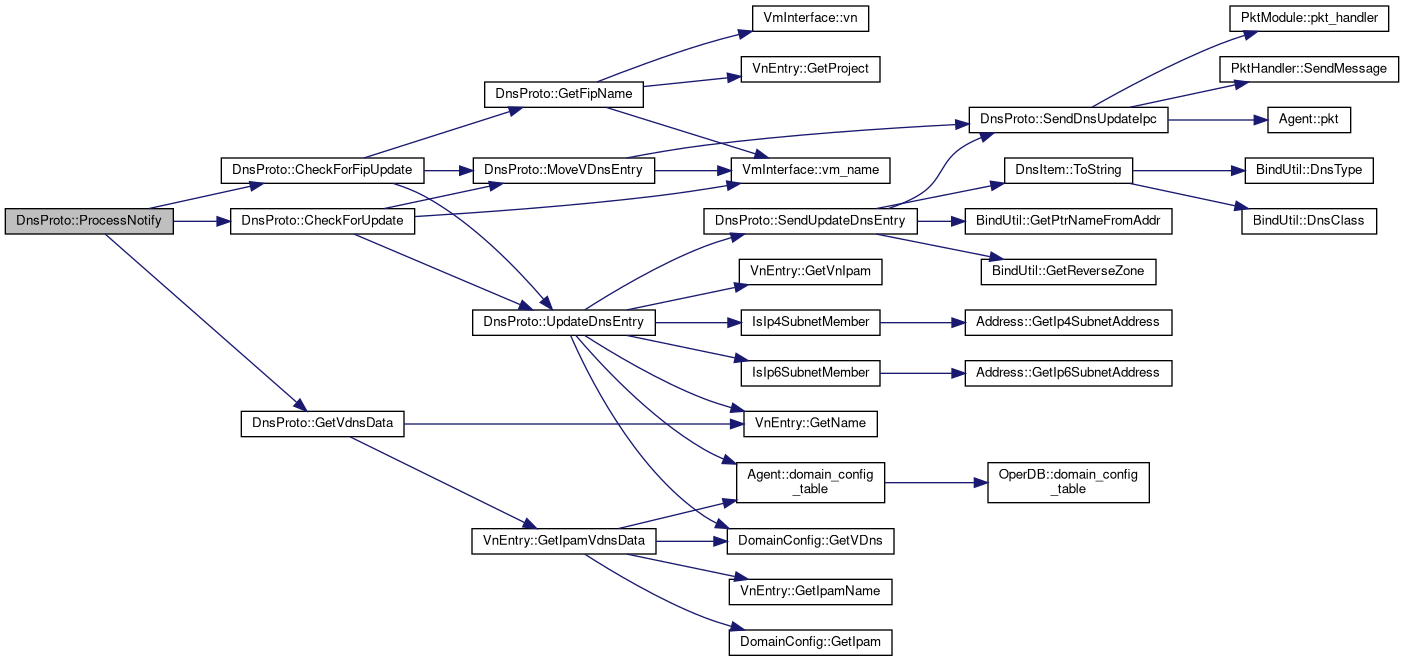 VmInterface::vn
PktModule::pkt_handler
VnEntry::GetProject
PktHandler::SendMessage
DnsProto::GetFipName
DnsProto::SendDnsUpdateIpc
Agent::pkt
DnsProto::CheckForFipUpdate
DnsProto::MoveVDnsEntry
VmInterface::vm_name
DnsItem::ToString
BindUtil::DnsType
DnsProto::ProcessNotify
DnsProto::CheckForUpdate
DnsProto::SendUpdateDnsEntry
BindUtil::GetPtrNameFromAddr
BindUtil::DnsClass
VnEntry::GetVnIpam
BindUtil::GetReverseZone
DnsProto::UpdateDnsEntry
IsIp4SubnetMember
Address::GetIp4SubnetAddress
IsIp6SubnetMember
Address::GetIp6SubnetAddress
DnsProto::GetVdnsData
VnEntry::GetName
Agent::domain_config
_table
OperDB::domain_config
_table
VnEntry::GetIpamVdnsData
DomainConfig::GetVDns
VnEntry::GetIpamName
DomainConfig::GetIpam